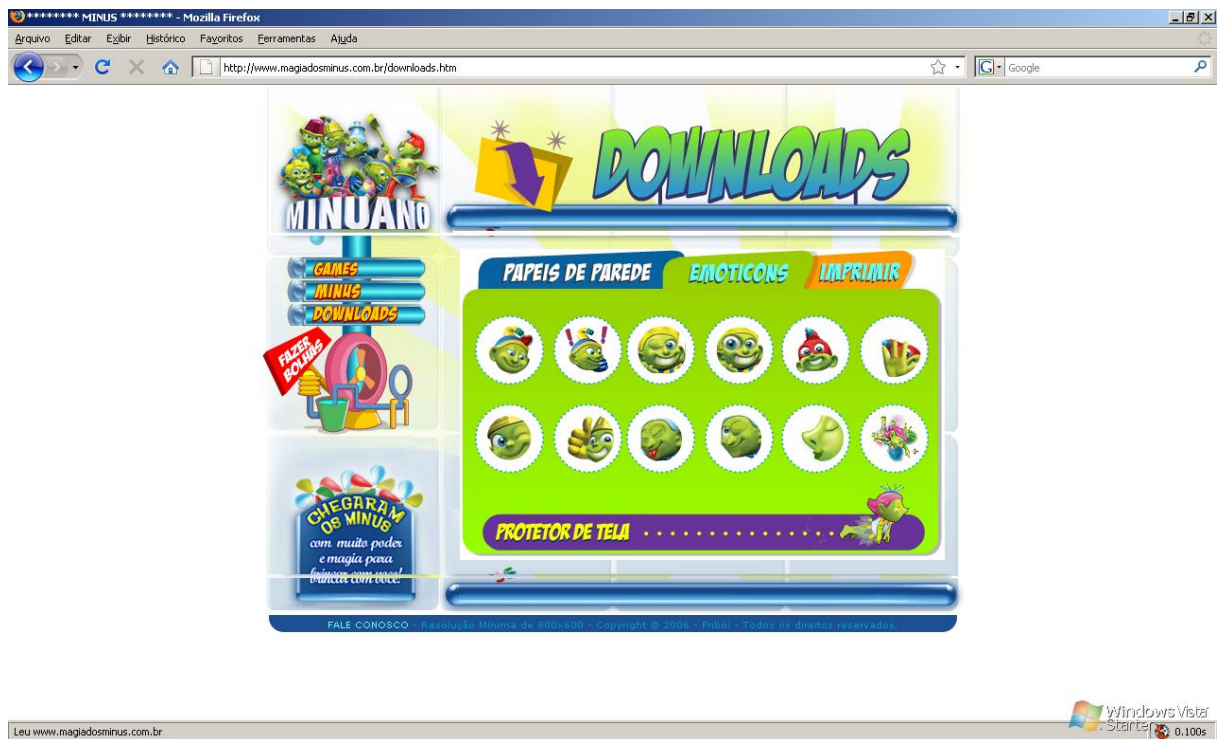 ******** MINUS ******** - Mozilla Firefox
Arquivo Editar Exibir Histórico Favoritos Ferramentas Ajuda
http://www.magiadosminus.com.br/downloads.htm
Google
MINUANO
DOWNLOADS
GAMES
MINUS
DOWNLOADS
FAZER
BOLHAS
PAPEIS DE PAREDE EMOTICONS IMPRIMIR
PROTETOR DE TELA
CHEGARAM
OS MINUS
com muito poder
e magia para
brincar com você!
FALE CONOSCO - Resolução Mínima de 800x600 - Copyright © 2006 - Friboi - Todos os direitos reservados.
Windows Vista
Starter
Leu www.magiadosminus.com.br
0.100s